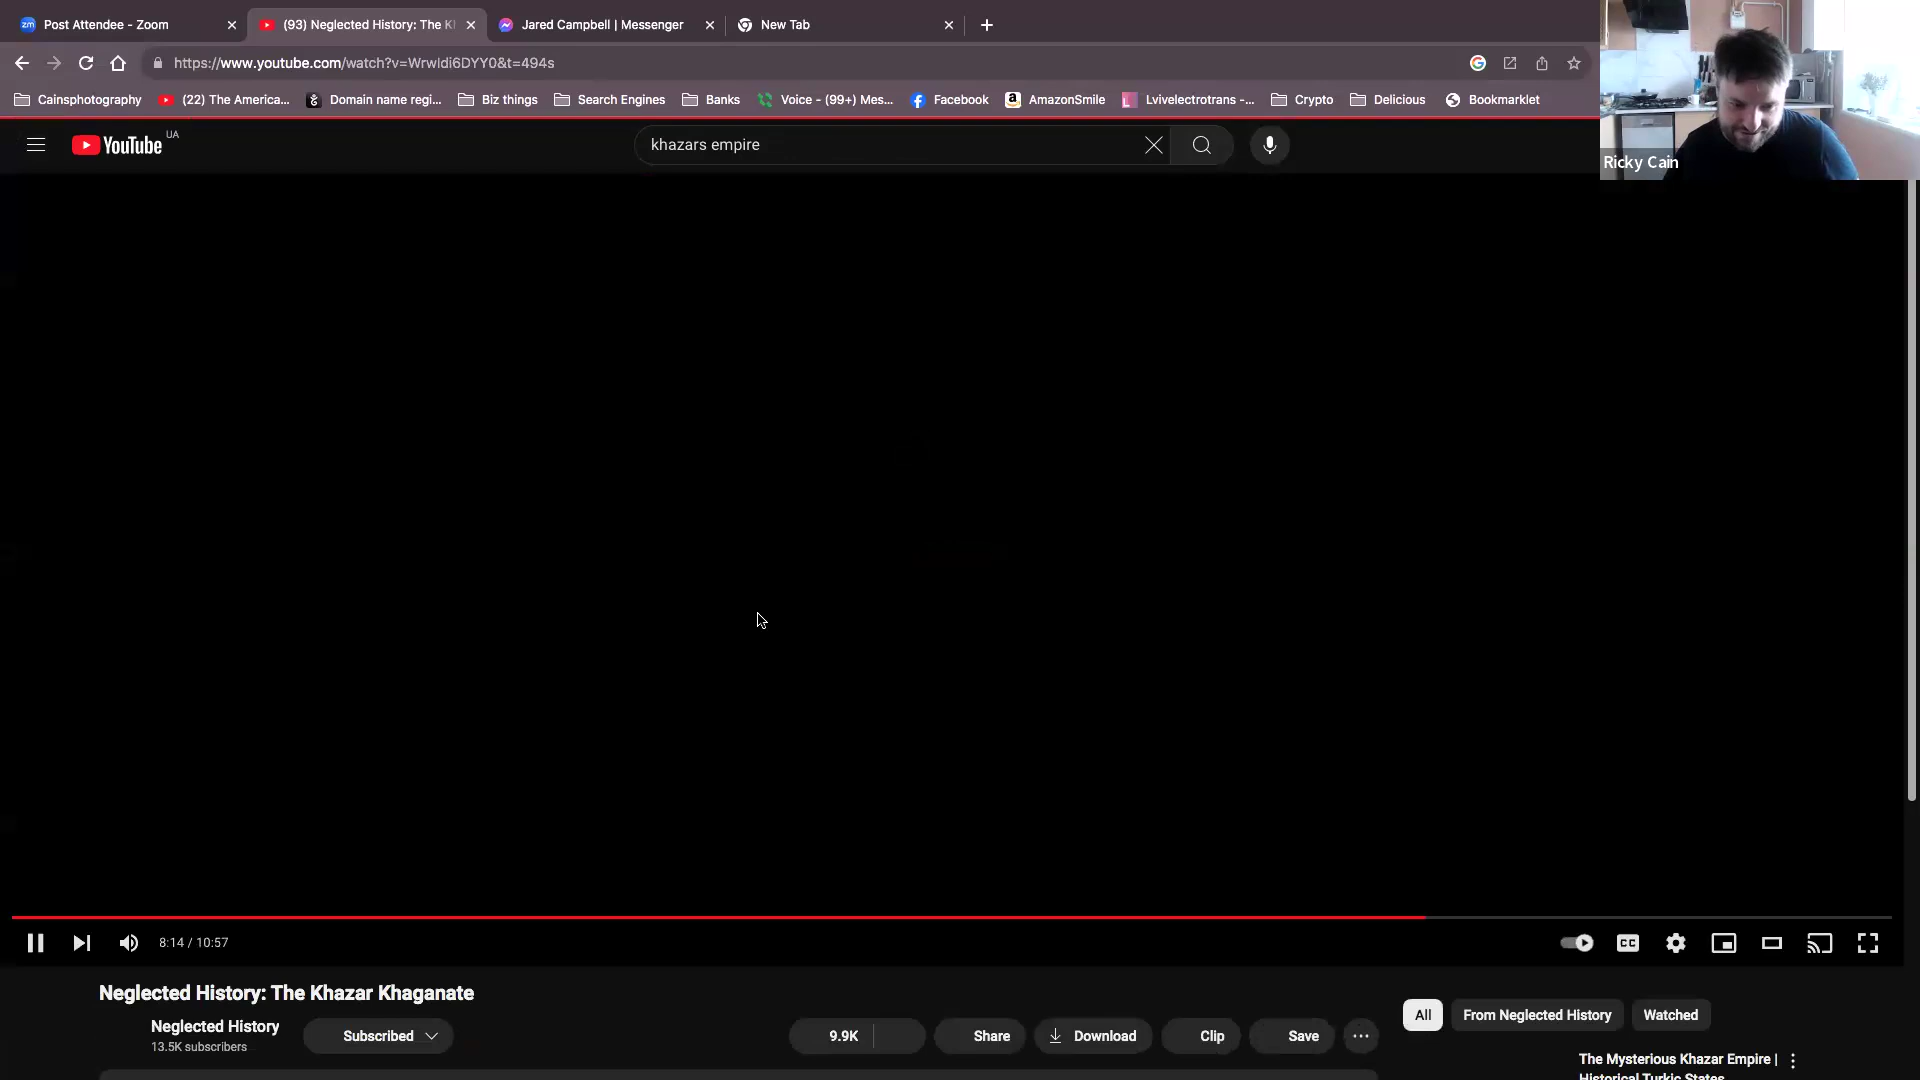 Post Attendee - Zoom
(93) Neglected History: The K
Jared Campbell | Messenger
New Tab
https://www.youtube.com/watch?v=Wrwldi6DYY0&t=494s
Cainsphotography
(22) The America...
Domain name regi...
Biz things
Search Engines
Banks
Voice - (99+) Mes...
Facebook
AmazonSmile
Lvivelectrotrans -...
Crypto
Delicious
Bookmarklet
Ricky Cain
YouTube UA
khazars empire
8:14 / 10:57
CC
Neglected History: The Khazar Khaganate
Neglected History
13.5K subscribers
Subscribed
9.9K
Share
Download
Clip
Save
All
From Neglected History
Watched
The Mysterious Khazar Empire |
Historical Turkic States